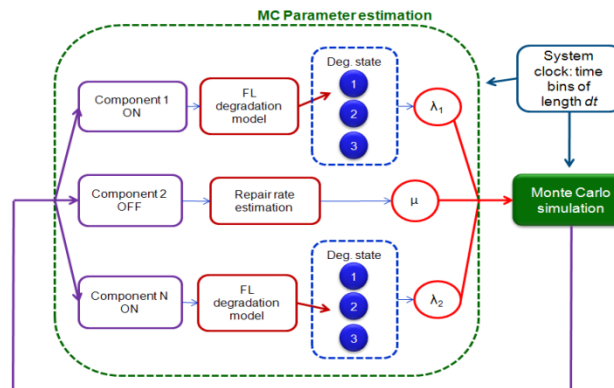 MC Parameter estimation
Component 1
ON
FL
degradation
model
Deg. state
1
2
3
λ1
System
clock: time
bins of
length dt
Component 2
OFF
Repair rate
estimation
μ
Monte Carlo
simulation
Component N
ON
FL
degradation
model
Deg. state
1
2
3
λ2